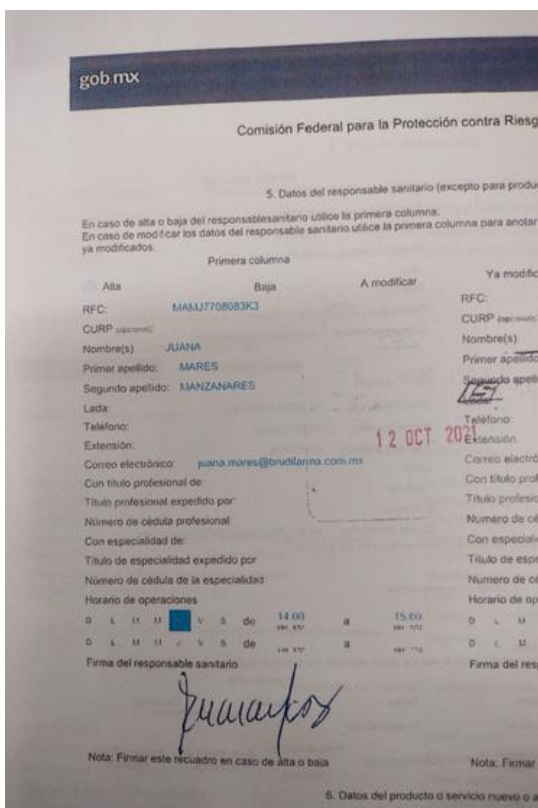 gob mx
Comisión Federal para la Protección contra Riesg
5. Datos del responsable sanitario (excepto para produc
En caso de alta o baja del responsablesanitario utilice la primera columna.
En caso de modificar los datos del responsable sanitario utilice la primera columna para anotar
ya modificados.
Primera columna
Alta Baja A modificar Ya modific
RFC: MAMJ7708083K3 RFC:
CURP (opcional): CURP (opcional):
Nombre(s): JUANA Nombre(s)
Primer apellido: MARES Primer apellido
Segundo apellido: MANZANARES Segundo apelli
Lada:
Teléfono: Teléfono:
12 OCT 2021
Extensión: Extensión:
Correo electrónico: juana.mares@brudilanna.com.mx Correo electró
Con título profesional de: Con título prof
Título profesional expedido por: Título profesio
Número de cédula profesional: Número de cé
Con especialidad de: Con especiali
Título de especialidad expedido por Título de espe
Número de cédula de la especialidad: Número de cé
Horario de operaciones Horario de op
D L M M J V S de 14:00 a 15:00 D L M
D L M M J V S de a D L M
Firma del responsable sanitario Firma del res
Nota: Firmar este recuadro en caso de alta o baja Nota: Firmar
6. Datos del producto o servicio nuevo o a